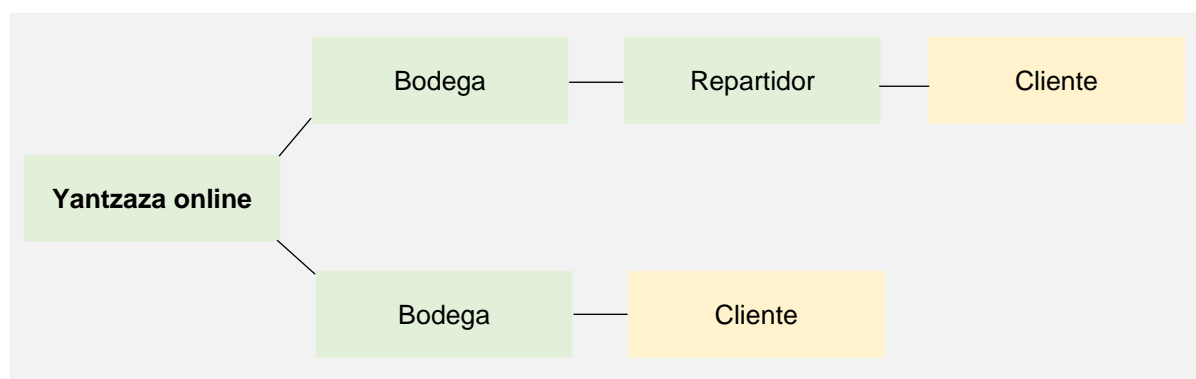 Bodega
Repartidor
Cliente
Yantzaza online
Bodega
Cliente